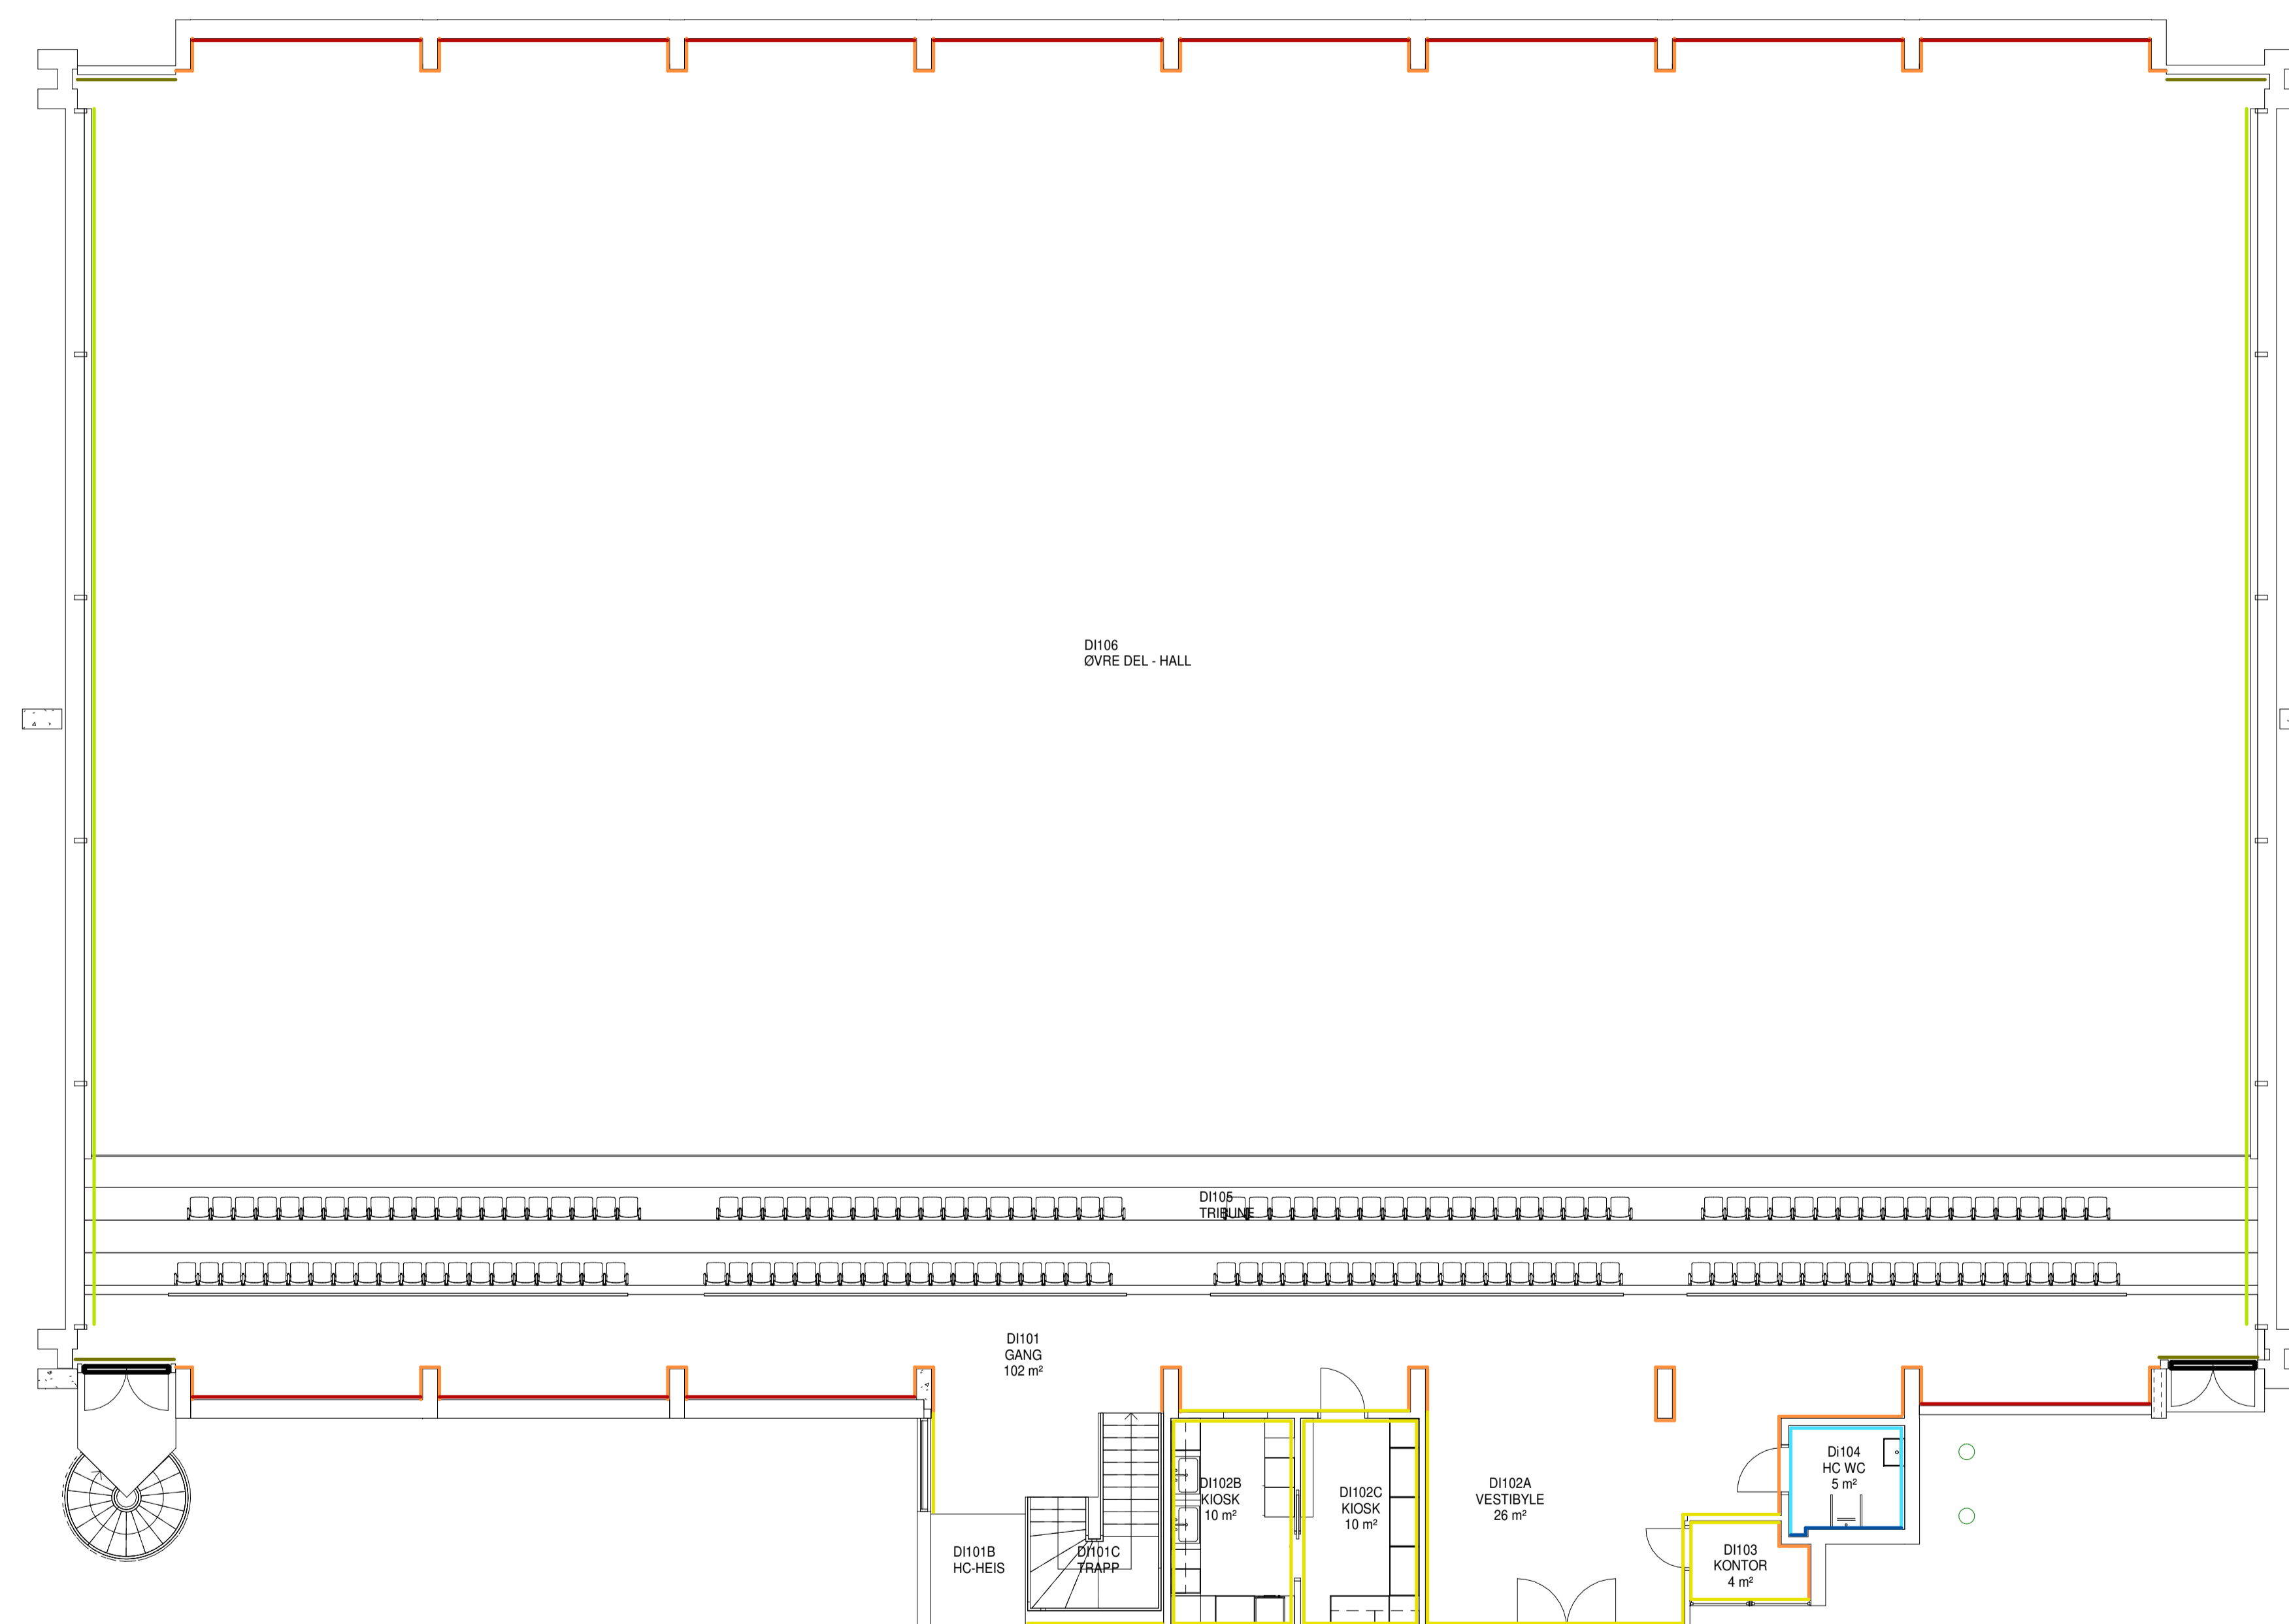 DI106
ØVRE DEL - HALL
DI105
TRIBUNE
DI101
GANG
102 m²
DI102B
KIOSK
10 m²
DI102C
KIOSK
10 m²
DI102A
VESTIBYLE
26 m²
Di104
HC WC
5 m²
DI101B
HC-HEIS
DI101C
TRAPP
DI103
KONTOR
4 m²